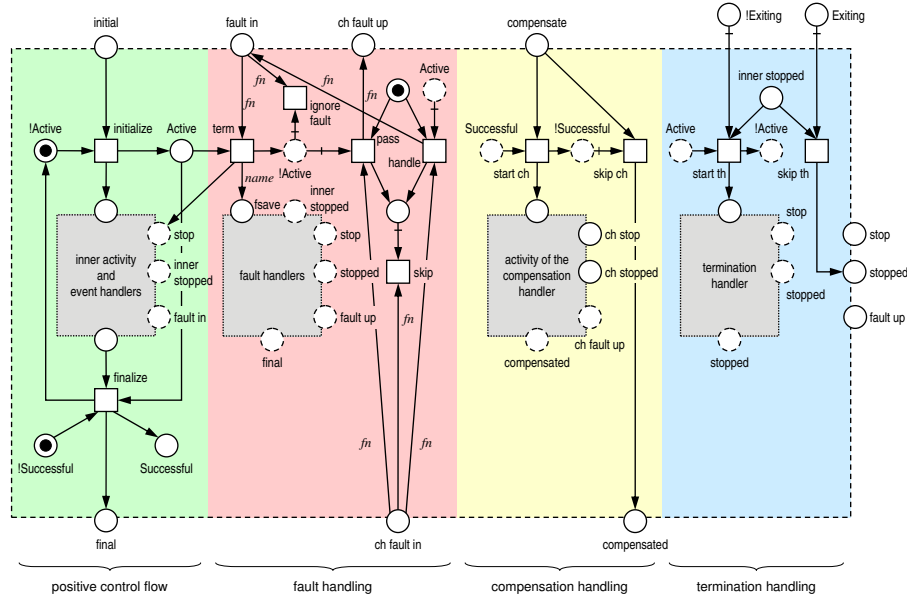 initial
fault in
ch fault up
compensate
!Exiting
Exiting
fn
fn
fn
fn
Active
ignore
fault
inner stopped
!Active
initialize
Active
term
pass
handle
Successful
!Successful
Active
!Active
name
!Active
start ch
skip ch
start th
skip th
fsave
inner
stopped
stop
inner
stopped
fault in
inner activity
and
event handlers
fault handlers
stop
stopped
fault up
final
skip
fn
activity of the
compensation
handler
ch stop
ch stopped
ch fault up
compensated
termination
handler
stop
stopped
stopped
stop
stopped
fault up
finalize
!Successful
Successful
fn
fn
final
ch fault in
compensated
positive control flow
fault handling
compensation handling
termination handling